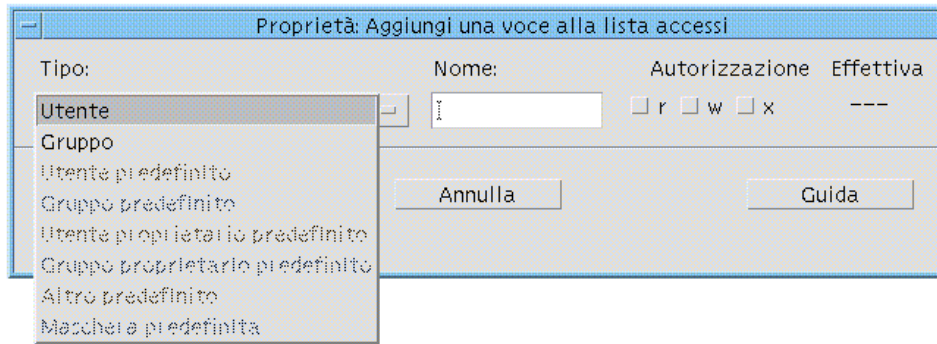 Proprietà: Aggiungi una voce alla lista accessi
Tipo: Nome: Autorizzazione Effettiva
Utente r w x ---
Gruppo
Utente predefinito
Gruppo predefinito
Annulla Guida
Utente proprietario predefinito
Gruppo proprietario predefinito
Altro predefinito
Maschera predefinita